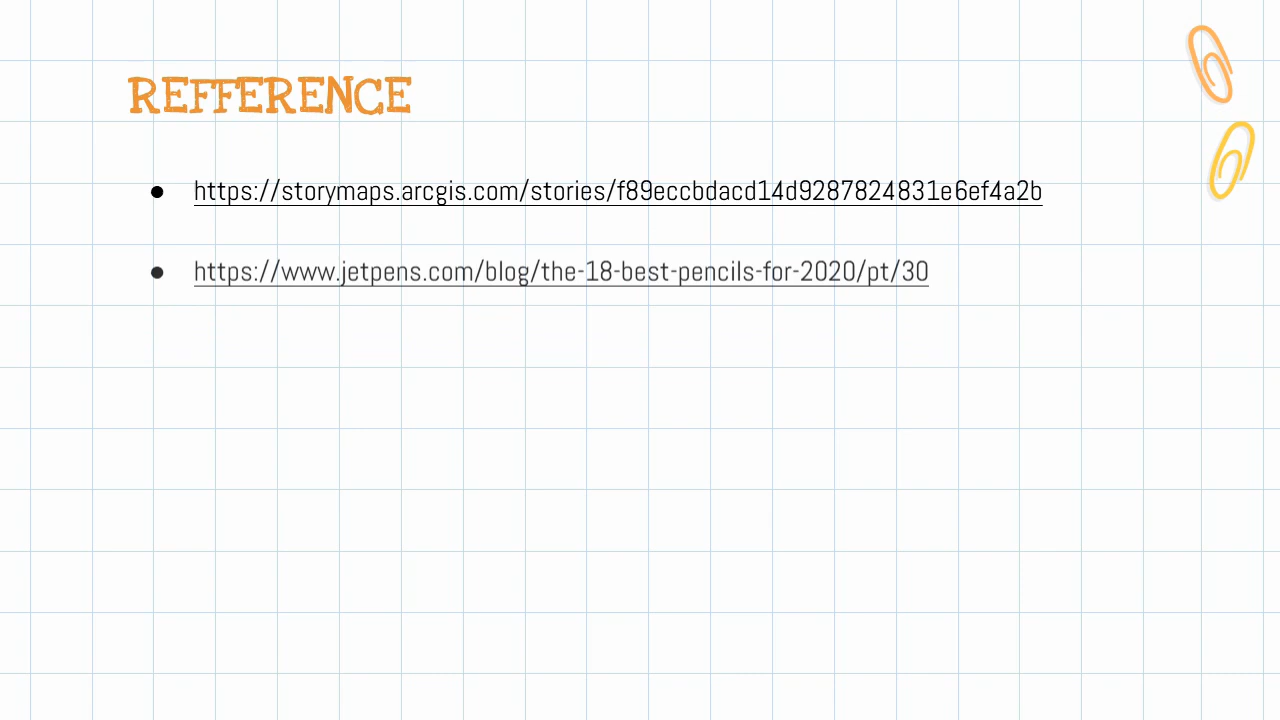 REFFERENCE
● https://storymaps.arcgis.com/stories/f89eccbdacd14d9287824831e6ef4a2b
● https://www.jetpens.com/blog/the-18-best-pencils-for-2020/pt/30